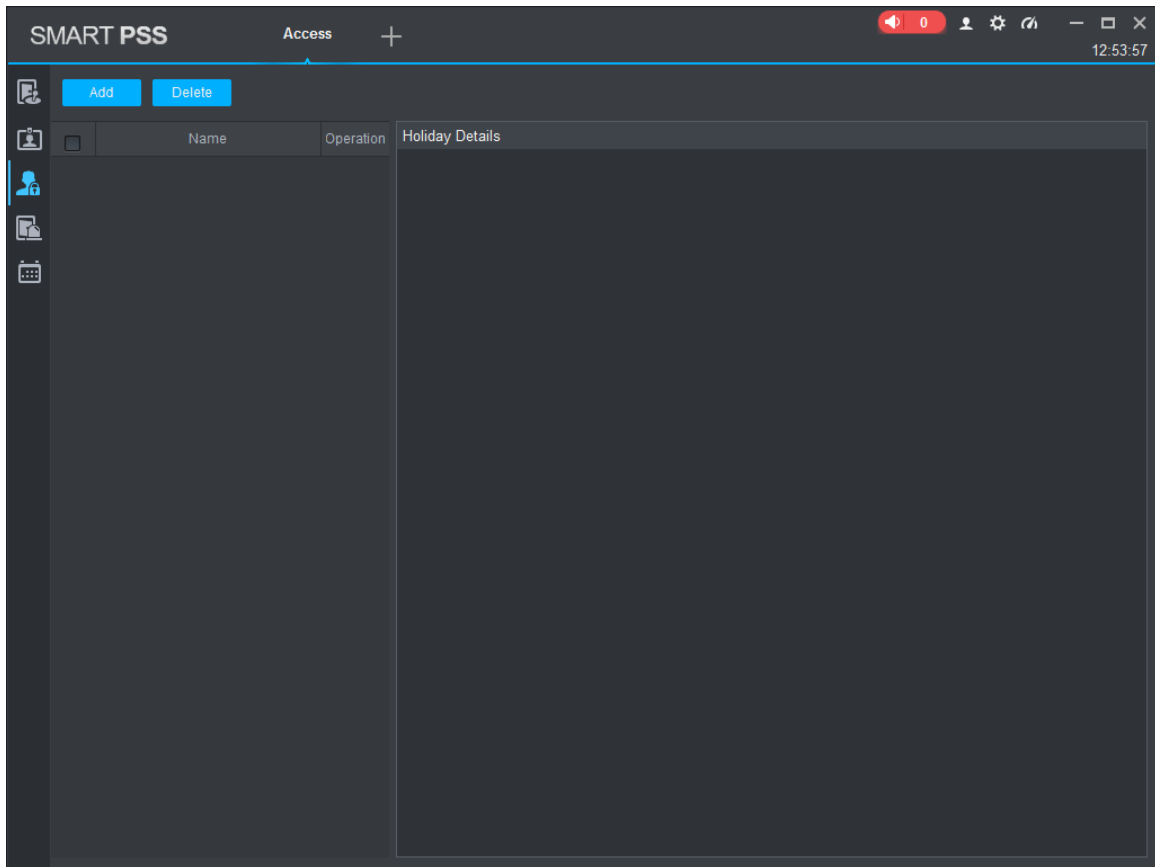 SMART PSS
Access
0
12:53:57
Add
Delete
Name
Operation
Holiday Details